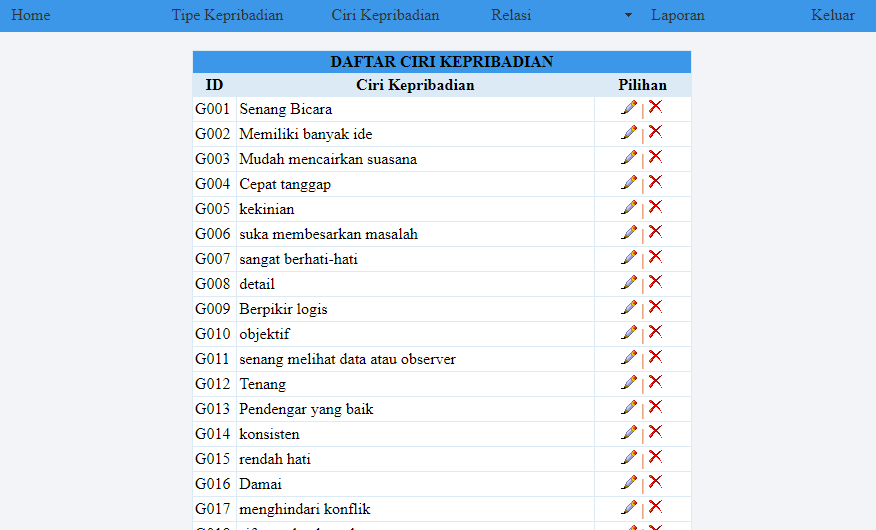 Home Tipe Kepribadian Ciri Kepribadian Relasi Laporan Keluar
DAFTAR CIRI KEPRIBADIAN
ID Ciri Kepribadian Pilihan
G001 Senang Bicara |
G002 Memiliki banyak ide |
G003 Mudah mencairkan suasana |
G004 Cepat tanggap |
G005 kekinian |
G006 suka membesarkan masalah |
G007 sangat berhati-hati |
G008 detail |
G009 Berpikir logis |
G010 objektif |
G011 senang melihat data atau observer |
G012 Tenang |
G013 Pendengar yang baik |
G014 konsisten |
G015 rendah hati |
G016 Damai |
G017 menghindari konflik |